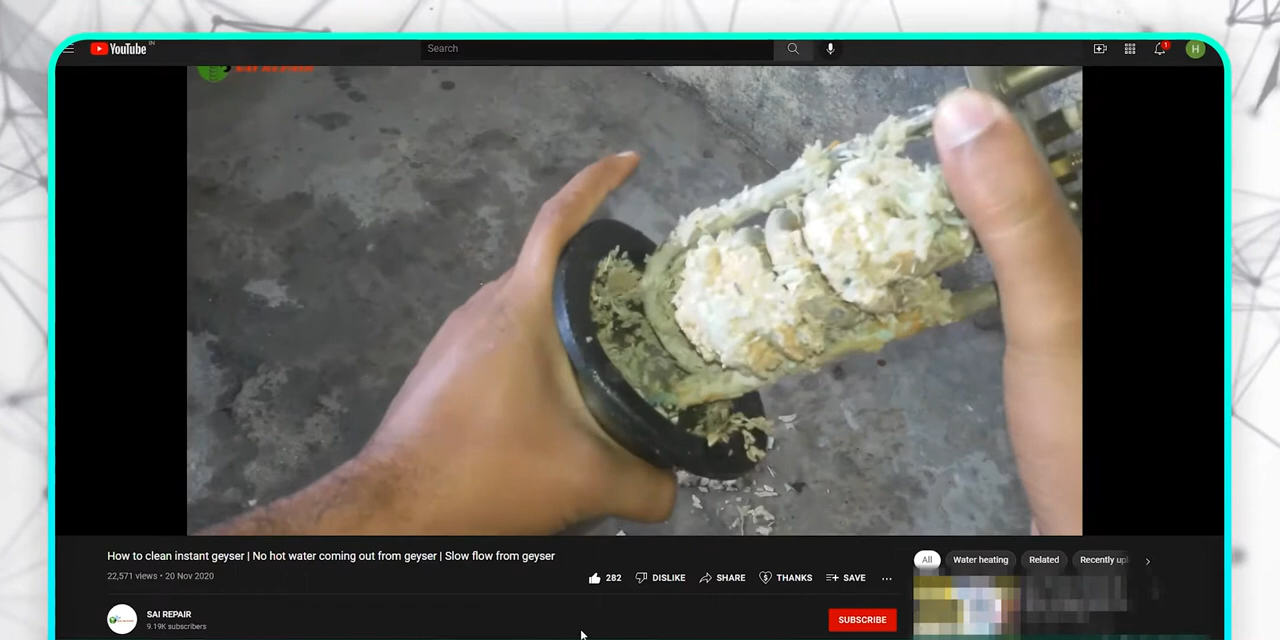 YouTube IN
Search
1
H
How to clean instant geyser | No hot water coming out from geyser | Slow flow from geyser
22,571 views • 20 Nov 2020
282
DISLIKE
SHARE
THANKS
SAVE
All
Water heating
Related
Recently upl
SAI REPAIR
9.19K subscribers
SUBSCRIBE